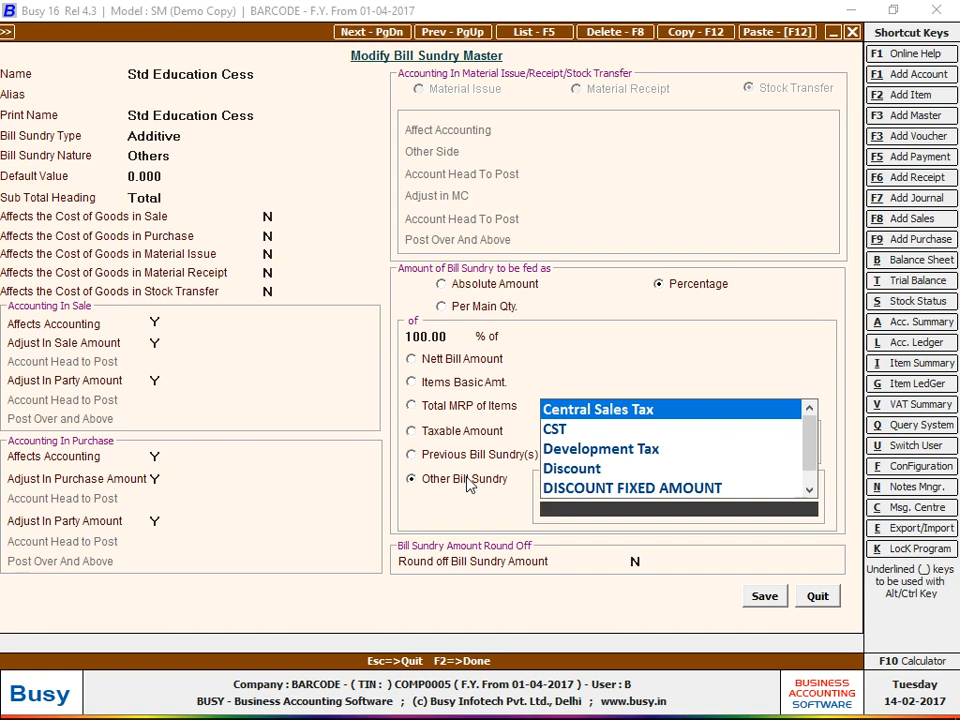 Busy 16 Rel 4.3 | Model : SM (Demo Copy) | BARCODE - F.Y. From 01-04-2017
>>
Next - PgDn
Prev - PgUp
List - F5
Delete - F8
Copy - F12
Paste - [F12]
Modify Bill Sundry Master
Name Std Education Cess
Alias
Print Name Std Education Cess
Bill Sundry Type Additive
Bill Sundry Nature Others
Default Value 0.000
Sub Total Heading Total
Affects the Cost of Goods in Sale N
Affects the Cost of Goods in Purchase N
Affects the Cost of Goods in Material Issue N
Affects the Cost of Goods in Material Receipt N
Affects the Cost of Goods in Stock Transfer N
Accounting In Sale
Affects Accounting Y
Adjust In Sale Amount Y
Account Head to Post
Adjust In Party Amount Y
Account Head to Post
Post Over and Above
Accounting In Purchase
Affects Accounting Y
Adjust In Purchase Amount Y
Account Head to Post
Adjust In Party Amount Y
Account Head to Post
Post Over and Above
Accounting In Material Issue/Receipt/Stock Transfer
Material Issue Material Receipt Stock Transfer
Affect Accounting
Other Side
Account Head To Post
Adjust in MC
Account Head To Post
Post Over And Above
Amount of Bill Sundry to be fed as
Absolute Amount Percentage
Per Main Qty.
of
100.00 % of
Nett Bill Amount
Items Basic Amt.
Total MRP of Items
Taxable Amount
Previous Bill Sundry(s)
Other Bill Sundry
Central Sales Tax
CST
Development Tax
Discount
DISCOUNT FIXED AMOUNT
Bill Sundry Amount Round Off
Round off Bill Sundry Amount N
Save Quit
Esc=>Quit F2=>Done
Shortcut Keys
F1 Online Help
F1 Add Account
F2 Add Item
F3 Add Master
F3 Add Voucher
F5 Add Payment
F6 Add Receipt
F7 Add Journal
F8 Add Sales
F9 Add Purchase
B Balance Sheet
T Trial Balance
S Stock Status
A Acc. Summary
L Acc. Ledger
I Item Summary
G Item LedGer
V VAT Summary
Q Query System
U Switch User
F ConFiguration
N Notes Mngr.
C Msg. Centre
E Export/Import
K LocK Program
Underlined (_) keys
to be used with
Alt/Ctrl Key
F10 Calculator
Busy
Company : BARCODE - ( TIN : ) COMP0005 ( F.Y. From 01-04-2017 ) - User : B
BUSY - Accounting Software ; (c) Busy Infotech Pvt. Ltd., Delhi ; www.busy.in
BUSINESS
ACCOUNTING
SOFTWARE
Tuesday
14-02-2017